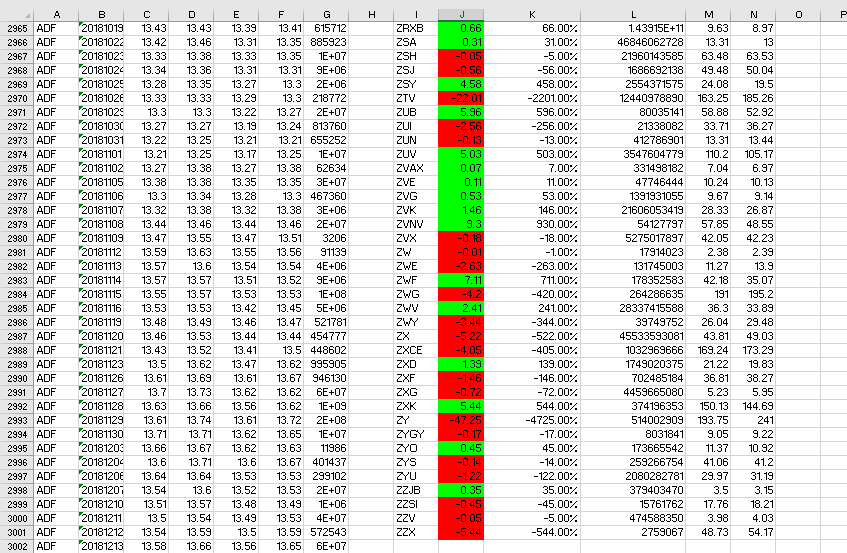 A B C D E F G H I J K L M N O P
2965 ADF 20181019 13.43 13.43 13.39 13.41 615712 ZRXB 0.66 66.00% 1.43915E+11 9.63 8.97
2966 ADF 20181022 13.42 13.46 13.31 13.35 885923 ZSA 0.31 31.00% 46846062728 13.31 13
2967 ADF 20181023 13.33 13.38 13.33 13.35 1E+07 ZSH -0.05 -5.00% 21960143585 63.48 63.53
2968 ADF 20181024 13.34 13.36 13.31 13.31 9E+06 ZSJ -0.56 -56.00% 1686692138 49.48 50.04
2969 ADF 20181025 13.28 13.35 13.27 13.3 2E+06 ZSY 4.58 458.00% 2554371575 24.08 19.5
2970 ADF 20181026 13.33 13.33 13.29 13.3 218772 ZTV -22.01 -2201.00% 12440978890 163.25 185.26
2971 ADF 20181029 13.3 13.3 13.22 13.27 2E+07 ZUB 5.96 596.00% 80035141 58.88 52.92
2972 ADF 20181030 13.27 13.27 13.19 13.24 813760 ZUI -2.56 -256.00% 21338082 33.71 36.27
2973 ADF 20181031 13.22 13.25 13.21 13.21 655252 ZUN -0.13 -13.00% 412786901 13.31 13.44
2974 ADF 20181101 13.21 13.25 13.17 13.25 1E+07 ZUV 5.03 503.00% 3547604779 110.2 105.17
2975 ADF 20181102 13.27 13.38 13.27 13.38 62634 ZVAX 0.07 7.00% 331498182 7.04 6.97
2976 ADF 20181105 13.38 13.38 13.35 13.35 3E+07 ZVE 0.11 11.00% 47746444 10.24 10.13
2977 ADF 20181106 13.3 13.34 13.28 13.3 467360 ZVG 0.53 53.00% 1391931055 9.67 9.14
2978 ADF 20181107 13.32 13.38 13.32 13.38 3E+06 ZVK 1.46 146.00% 21606053419 28.33 26.87
2979 ADF 20181108 13.44 13.46 13.44 13.46 2E+07 ZVNV 9.3 930.00% 54127797 57.85 48.55
2980 ADF 20181109 13.47 13.55 13.47 13.51 3206 ZVX -0.18 -18.00% 5275017897 42.05 42.23
2981 ADF 20181112 13.59 13.63 13.55 13.56 91139 ZW -0.01 -1.00% 17914023 2.38 2.39
2982 ADF 20181113 13.57 13.6 13.54 13.54 4E+06 ZWE -2.63 -263.00% 131745003 11.27 13.9
2983 ADF 20181114 13.57 13.57 13.51 13.52 9E+06 ZWF 7.11 711.00% 178352583 42.18 35.07
2984 ADF 20181115 13.55 13.57 13.53 13.53 1E+08 ZWG -4.2 -420.00% 264286635 191 195.2
2985 ADF 20181116 13.53 13.53 13.42 13.45 5E+06 ZWV 2.41 241.00% 28337415588 36.3 33.89
2986 ADF 20181119 13.48 13.49 13.46 13.47 521781 ZWY -3.44 -344.00% 39749752 26.04 29.48
2987 ADF 20181120 13.46 13.53 13.44 13.44 454777 ZX -5.22 -522.00% 45533593081 43.81 49.03
2988 ADF 20181121 13.43 13.52 13.41 13.5 448602 ZXCE -4.05 -405.00% 1032969666 169.24 173.29
2989 ADF 20181123 13.5 13.62 13.47 13.62 995905 ZXD 1.39 139.00% 1749020375 21.22 19.83
2990 ADF 20181126 13.61 13.69 13.61 13.67 946130 ZXF -1.46 -146.00% 702485184 36.81 38.27
2991 ADF 20181127 13.7 13.73 13.62 13.62 6E+07 ZXG -0.72 -72.00% 4459665080 5.23 5.95
2992 ADF 20181128 13.63 13.66 13.56 13.62 1E+09 ZXK 5.44 544.00% 374196353 150.13 144.69
2993 ADF 20181129 13.61 13.74 13.61 13.72 2E+08 ZY -47.25 -4725.00% 514002909 193.75 241
2994 ADF 20181130 13.71 13.71 13.62 13.65 1E+07 ZYGY -0.17 -17.00% 8031841 9.05 9.22
2995 ADF 20181203 13.66 13.67 13.62 13.63 11986 ZYO 0.45 45.00% 173665542 11.37 10.92
2996 ADF 20181204 13.6 13.71 13.6 13.67 401437 ZYS -0.14 -14.00% 259266754 41.06 41.2
2997 ADF 20181206 13.64 13.64 13.53 13.53 299102 ZYU -1.22 -122.00% 2080282781 29.97 31.19
2998 ADF 20181207 13.54 13.6 13.52 13.53 2E+07 ZZJB 0.35 35.00% 379403470 3.5 3.15
2999 ADF 20181210 13.51 13.57 13.48 13.49 1E+06 ZZSI -0.45 -45.00% 15761762 17.76 18.21
3000 ADF 20181211 13.5 13.54 13.49 13.53 4E+07 ZZV -0.05 -5.00% 474588350 3.98 4.03
3001 ADF 20181212 13.54 13.59 13.5 13.59 572543 ZZX -5.44 -544.00% 2759067 48.73 54.17
3002 ADF 20181213 13.58 13.66 13.56 13.65 6E+07